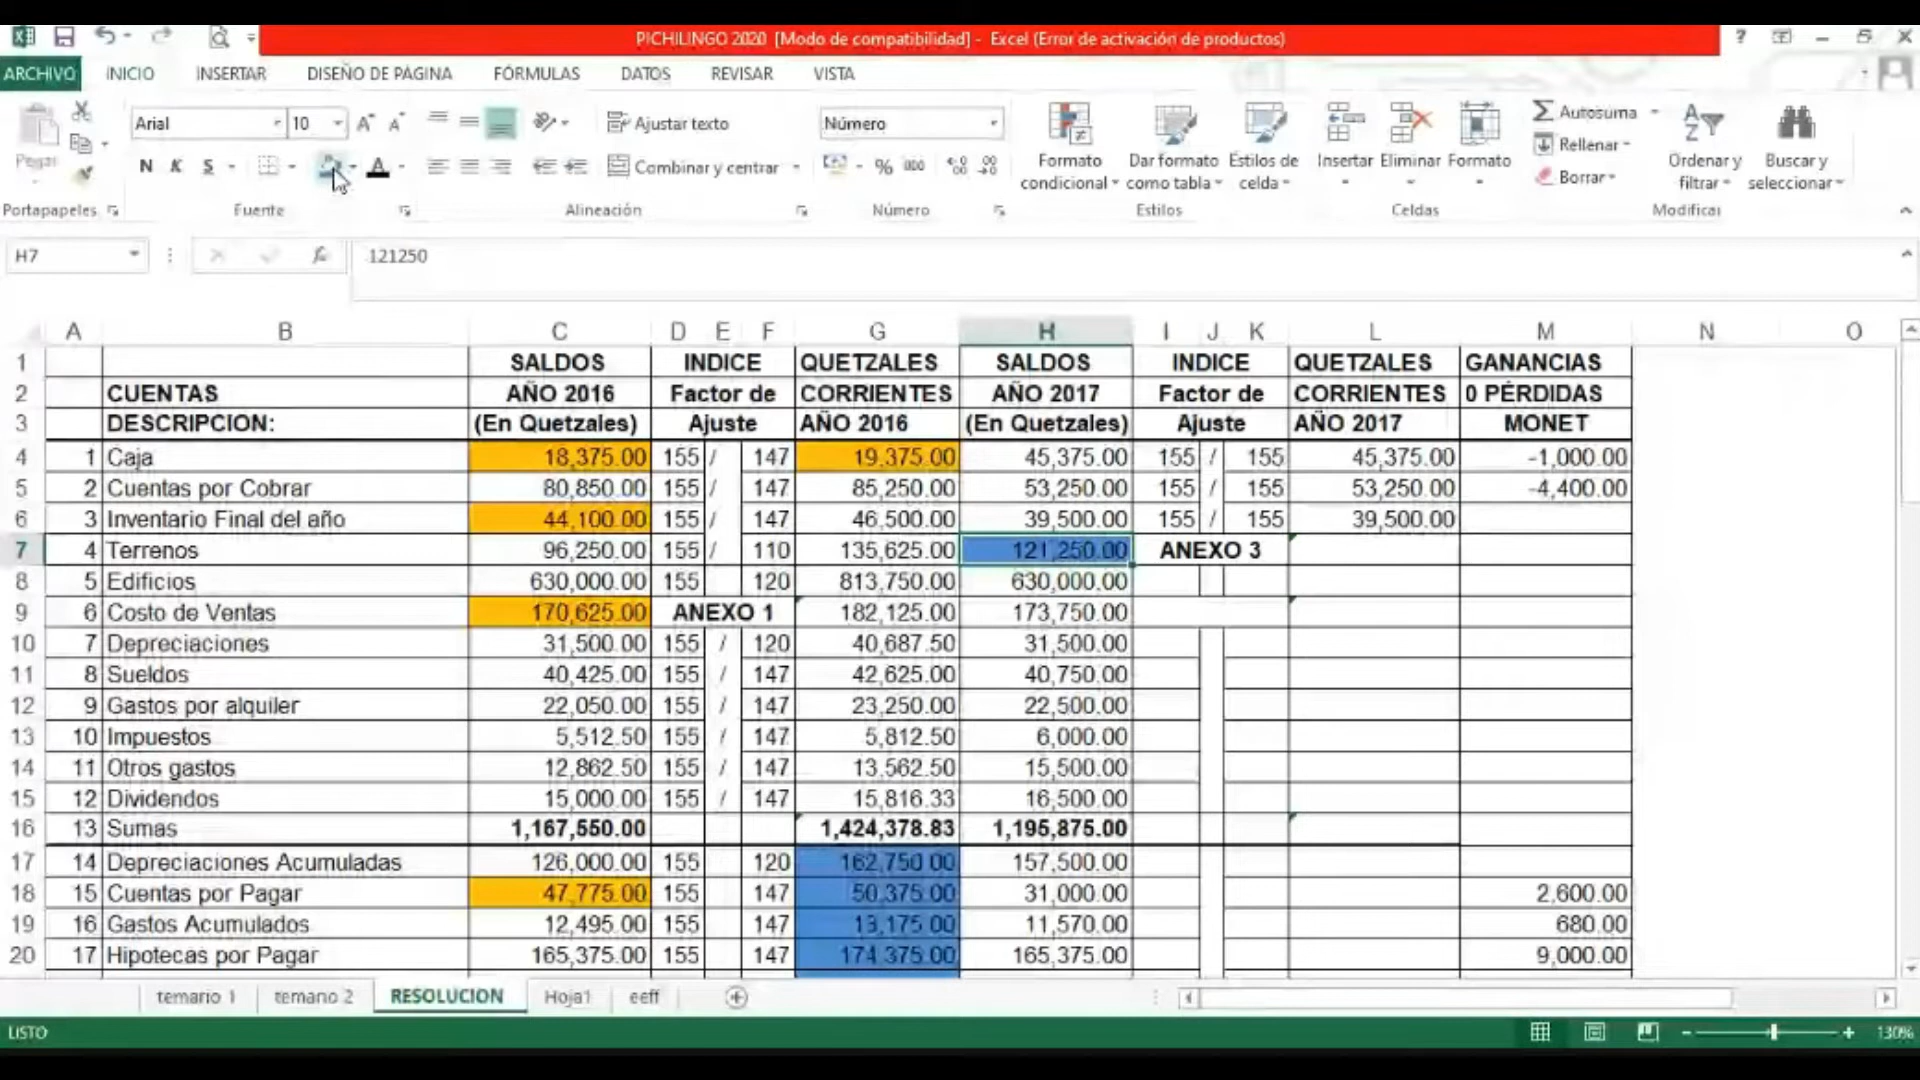 PICHILINGO 2020 [Modo de compatibilidad] - Excel (Error de activación de productos)
ARCHIVO INICIO INSERTAR DISEÑO DE PÁGINA FÓRMULAS DATOS REVISAR VISTA
Pegar
Arial 10
N K S
Ajustar texto
Combinar y centrar
Número
% 000
Formato condicional
Dar formato como tabla
Estilos de celda
Insertar Eliminar Formato
Autosuma
Rellenar
Borrar
Ordenar y filtrar
Buscar y seleccionar
Portapapeles Fuente Alineación Número Estilos Celdas Modificar
H7 fx 121250
A B C D E F G H I J K L M N O
1 SALDOS INDICE QUETZALES SALDOS INDICE QUETZALES GANANCIAS
2 CUENTAS AÑO 2016 Factor de CORRIENTES AÑO 2017 Factor de CORRIENTES 0 PÉRDIDAS
3 DESCRIPCION: (En Quetzales) Ajuste AÑO 2016 (En Quetzales) Ajuste AÑO 2017 MONET
4 1 Caja 18,375.00 155 / 147 19,375.00 45,375.00 155 / 155 45,375.00 -1,000.00
5 2 Cuentas por Cobrar 80,850.00 155 / 147 85,250.00 53,250.00 155 / 155 53,250.00 -4,400.00
6 3 Inventario Final del año 44,100.00 155 / 147 46,500.00 39,500.00 155 / 155 39,500.00
7 4 Terrenos 96,250.00 155 / 110 135,625.00 121,250.00 ANEXO 3
8 5 Edificios 630,000.00 155 120 813,750.00 630,000.00
9 6 Costo de Ventas 170,625.00 ANEXO 1 182,125.00 173,750.00
10 7 Depreciaciones 31,500.00 155 / 120 40,687.50 31,500.00
11 8 Sueldos 40,425.00 155 / 147 42,625.00 40,750.00
12 9 Gastos por alquiler 22,050.00 155 / 147 23,250.00 22,500.00
13 10 Impuestos 5,512.50 155 / 147 5,812.50 6,000.00
14 11 Otros gastos 12,862.50 155 / 147 13,562.50 15,500.00
15 12 Dividendos 15,000.00 155 / 147 15,816.33 16,500.00
16 13 Sumas 1,167,550.00 1,424,378.83 1,195,875.00
17 14 Depreciaciones Acumuladas 126,000.00 155 120 162,750.00 157,500.00
18 15 Cuentas por Pagar 47,775.00 155 147 50,375.00 31,000.00 2,600.00
19 16 Gastos Acumulados 12,495.00 155 147 13,175.00 11,570.00 680.00
20 17 Hipotecas por Pagar 165,375.00 155 147 174,375.00 165,375.00 9,000.00
temario 1 temario 2 RESOLUCION Hoja1 eeff
LISTO 130%